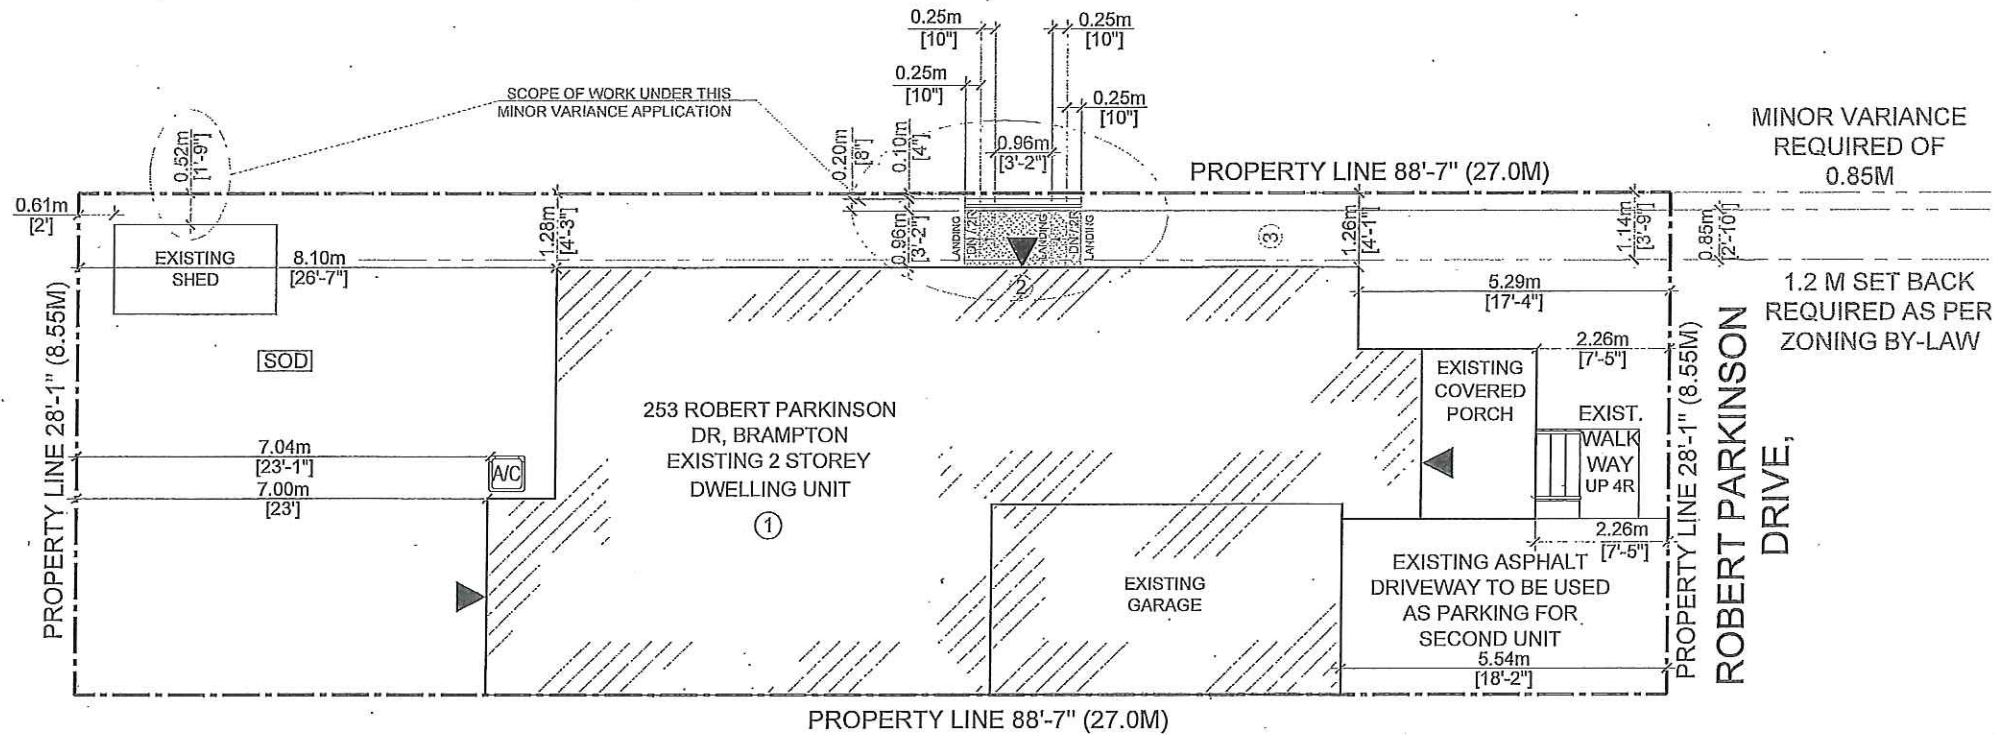 0.25m
[10"]
0.25m
[10"]
0.25m
[10"]
0.25m
[10"]
SCOPE OF WORK UNDER THIS
MINOR VARIANCE APPLICATION
0.52m
[1'-9"]
0.20m
[8"]
0.10m
[4"]
0.96m
[3'-2"]
PROPERTY LINE 88'-7" (27.0M)
MINOR VARIANCE
REQUIRED OF
0.85M
0.61m
[2']
EXISTING
SHED
8.10m
[26'-7"]
1.28m
[4'-3"]
0.96m
[3'-2"]
LANDING
DN / 2R
LANDING
DN / 2R
LANDING
2
3
1.26m
[4'-1"]
1.14m
[3'-9"]
0.85m
[2'-10"]
5.29m
[17'-4"]
1.2 M SET BACK
REQUIRED AS PER
ZONING BY-LAW
2.26m
[7'-5"]
PROPERTY LINE 28'-1" (8.55M)
SOD
253 ROBERT PARKINSON
DR, BRAMPTON
EXISTING 2 STOREY
DWELLING UNIT
1
EXISTING
COVERED
PORCH
EXIST.
WALK
WAY
UP 4R
7.04m
[23'-1"]
A/C
7.00m
[23']
2.26m
[7'-5"]
EXISTING
GARAGE
EXISTING ASPHALT
DRIVEWAY TO BE USED
AS PARKING FOR
SECOND UNIT
5.54m
[18'-2"]
PROPERTY LINE 28'-1" (8.55M)
ROBERT PARKINSON
DRIVE,
PROPERTY LINE 88'-7" (27.0M)